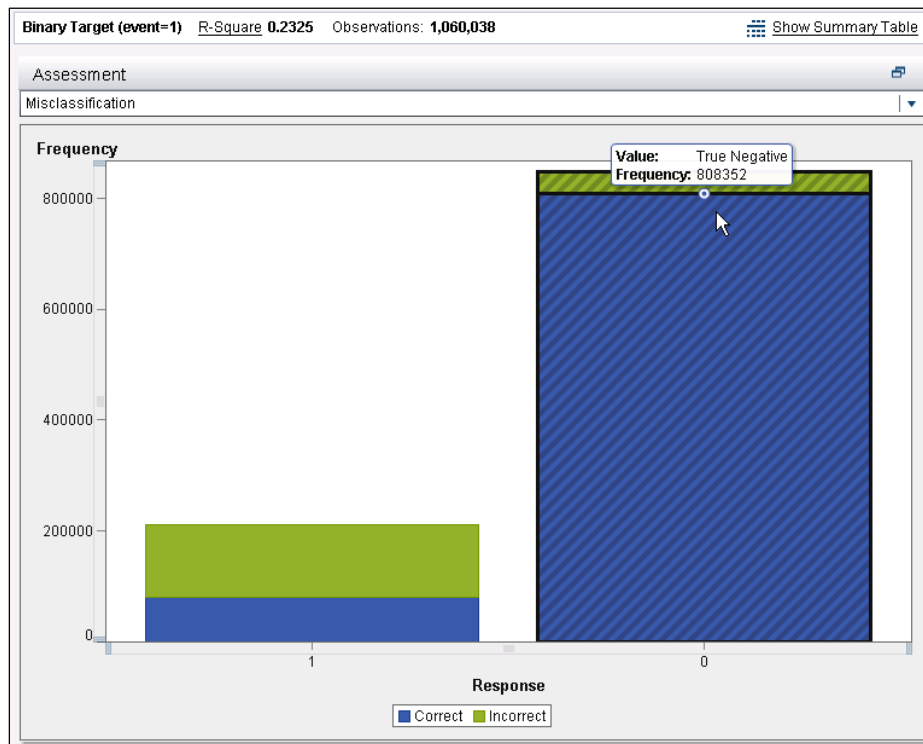 Binary Target (event=1) R-Square 0.2325 Observations: 1,060,038 Show Summary Table
Assessment
Misclassification
Frequency
Value: True Negative
Frequency: 808352
800000
600000
400000
200000
0
1 0
Response
Correct Incorrect